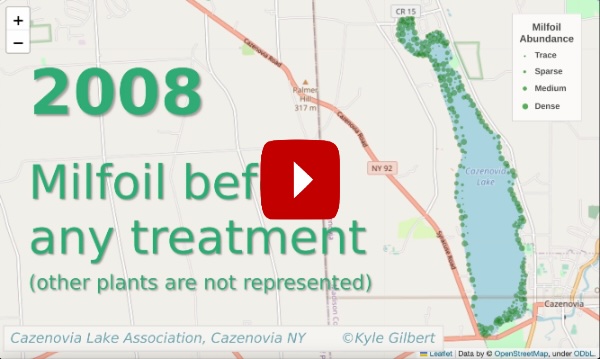 +
−
CR 15
Milfoil
Abundance
Trace
Sparse
Medium
Dense
2008
Cazenovia Road
Palmer
Hill
317 m
Cazenovia Road
NY 92
Cazenovia
Lake
Milfoil bef
any treatment
(other plants are not represented)
Syracuse Road
Cazenovia
Cazenovia Lake Association, Cazenovia NY ©Kyle Gilbert
Leaflet | Data by © OpenStreetMap, under ODbL.